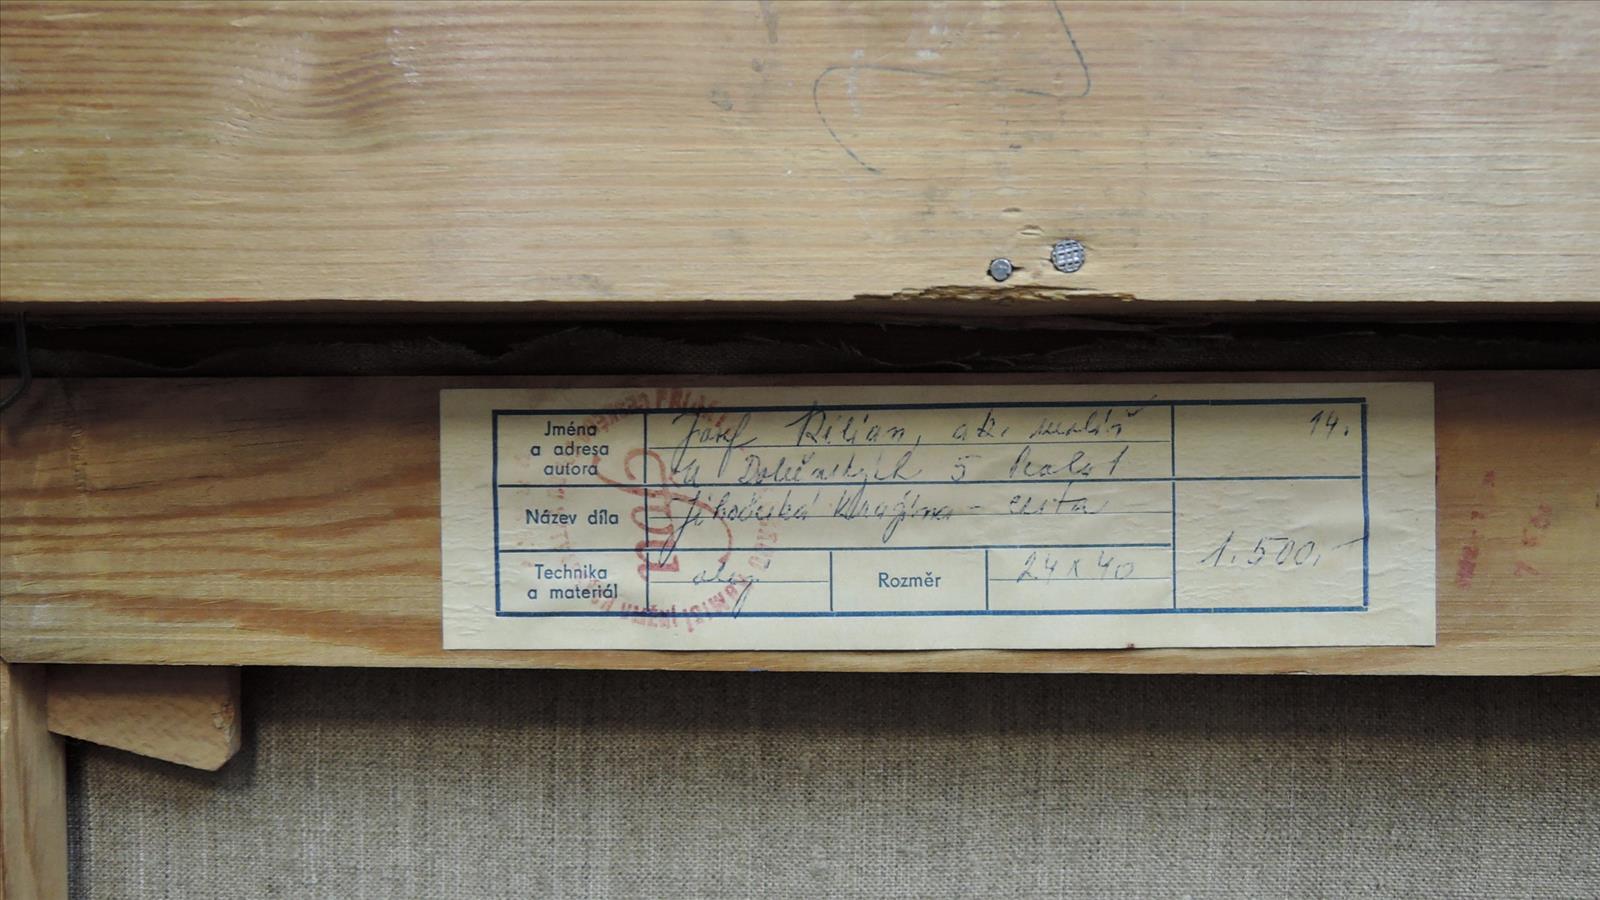 Jména
a adresa
autora
Josef Kilian, ak. malíř
U Dolu 5
Název díla
Jihočeská krajina - cesta
Technika
a materiál
olej
Rozměr
24 x 40
14.
1.500,-